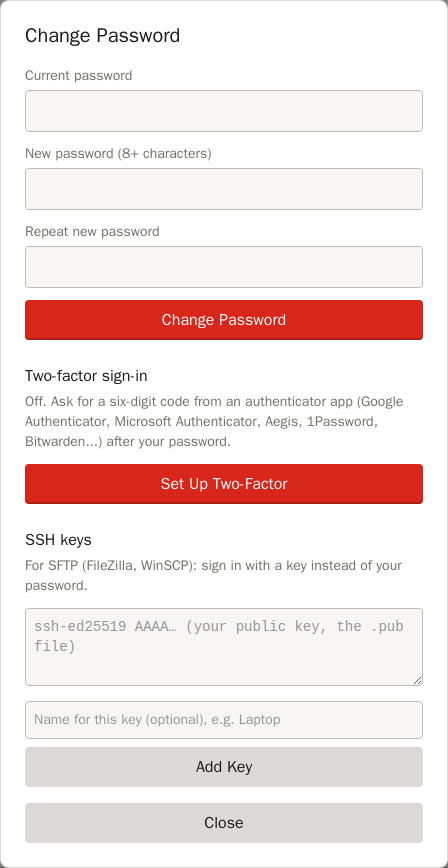 Change Password
Current password
New password (8+ characters)
Repeat new password
Change Password
Two-factor sign-in
Off. Ask for a six-digit code from an authenticator app (Google
Authenticator, Microsoft Authenticator, Aegis, 1Password,
Bitwarden...) after your password.
Set Up Two-Factor
SSH keys
For SFTP (FileZilla, WinSCP): sign in with a key instead of your
password.
ssh-ed25519 AAAA… (your public key, the .pub
file)
Name for this key (optional), e.g. Laptop
Add Key
Close